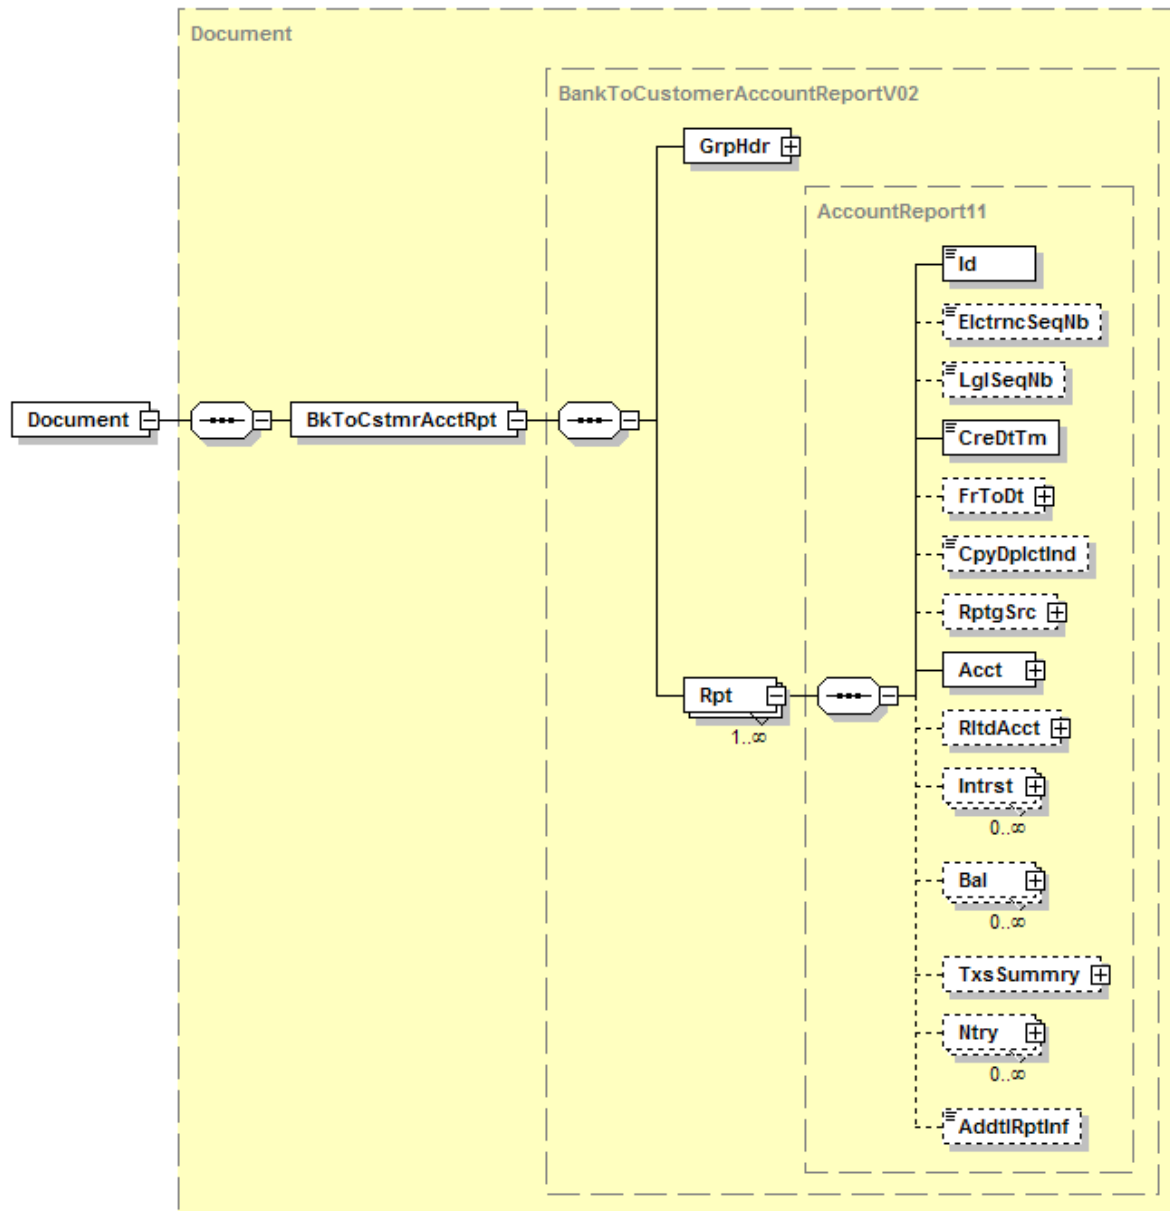 Document
BankToCustomerAccountReportV02
GrpHdr
AccountReport11
Id
ElctrncSeqNb
LglSeqNb
Document
BkToCstmrAcctRpt
CreDtTm
FrToDt
CpyDplctInd
RptgSrc
Acct
Rpt
1..∞
RltdAcct
Intrst
0..∞
Bal
0..∞
TxsSummry
Ntry
0..∞
AddtlRptInf